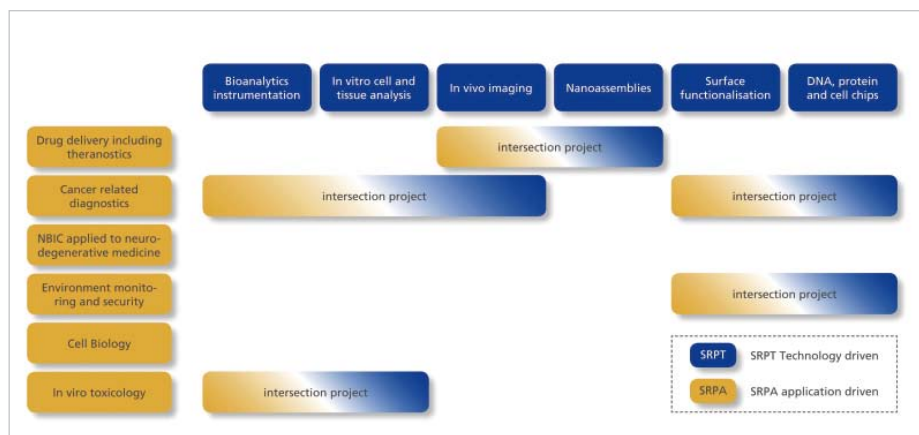 Bioanalytics
instrumentation
In vitro cell and
tissue analysis
In vivo imaging
Nanoassemblies
Surface
functionalisation
DNA, protein
and cell chips
Drug delivery including
theranostics
intersection project
Cancer related
diagnostics
intersection project
intersection project
NBIC applied to neuro-
degenerative medicine
Environment monito-
ring and security
intersection project
Cell Biology
SRPT SRPT Technology driven
SRPA SRPA application driven
In viro toxicology
intersection project